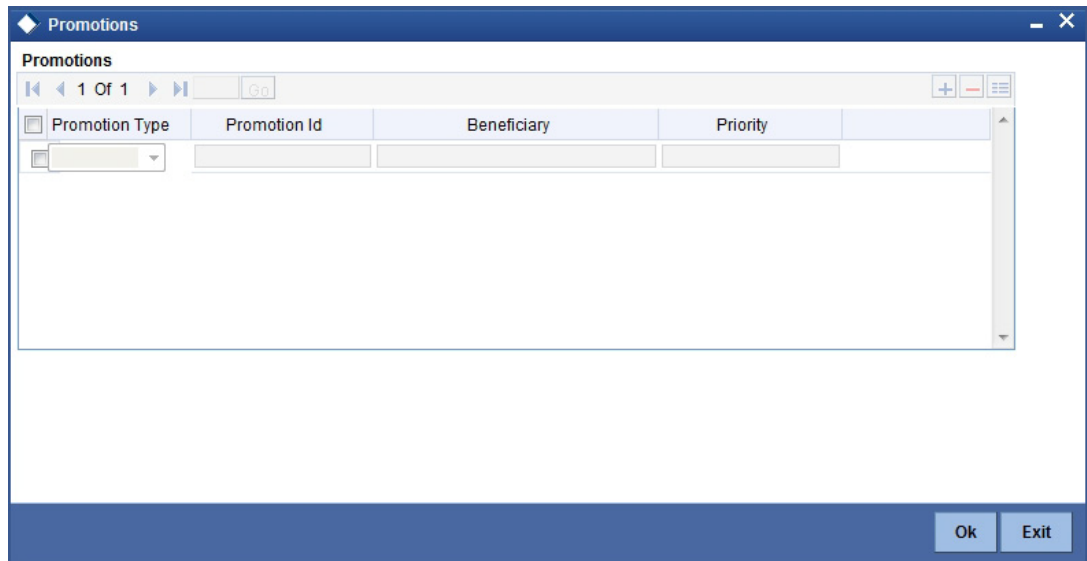 Promotions
Promotions
1 Of 1 Go
Promotion Type Promotion Id Beneficiary Priority
Ok Exit